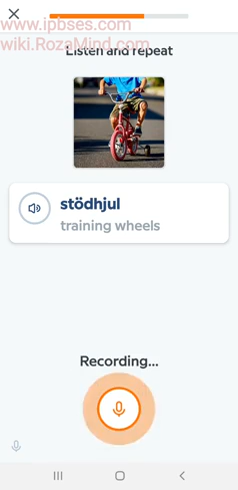 www.ipbses.com
wiki.RozaMind.com
Listen and repeat
stödhjul
training wheels
Recording...